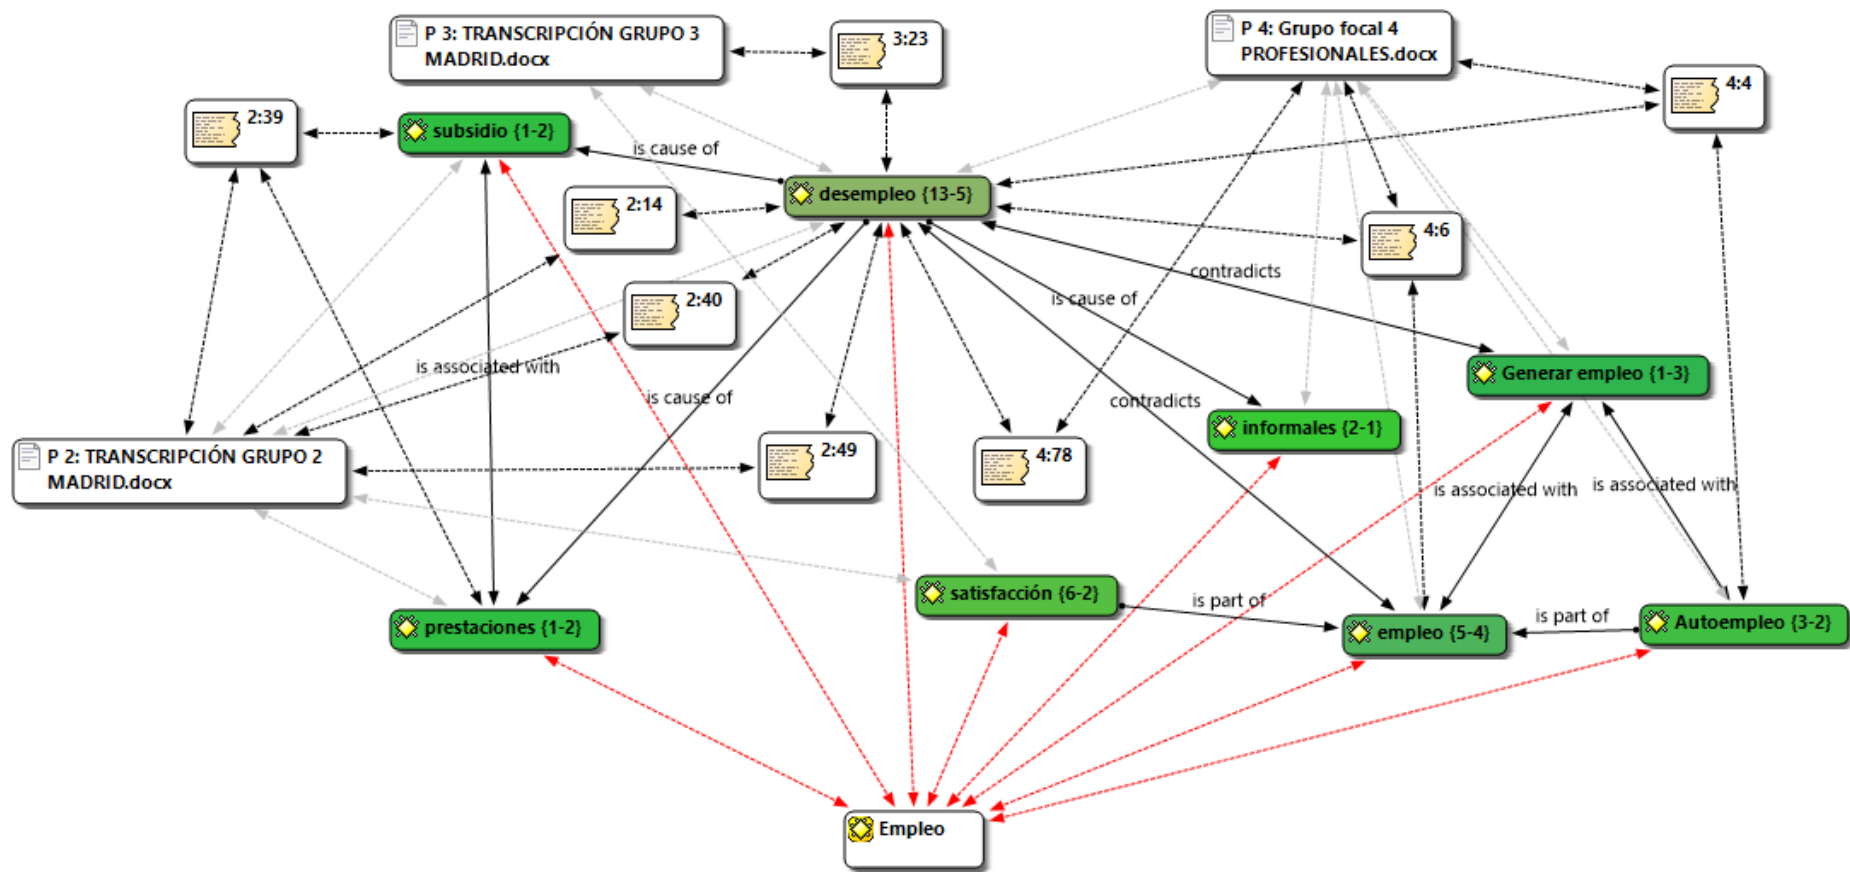 P 3: TRANSCRIPCIÓN GRUPO 3
MADRID.docx
3:23
P 4: Grupo focal 4
PROFESIONALES.docx
4:4
2:39
subsidio {1-2}
is cause of
desempleo {13-5}
2:14
4:6
contradicts
2:40
is cause of
is associated with
is cause of
contradicts
Generar empleo {1-3}
informales {2-1}
P 2: TRANSCRIPCIÓN GRUPO 2
MADRID.docx
2:49
4:78
is associated with
is associated with
satisfacción {6-2}
is part of
prestaciones {1-2}
empleo {5-4}
is part of
Autoempleo {3-2}
Empleo